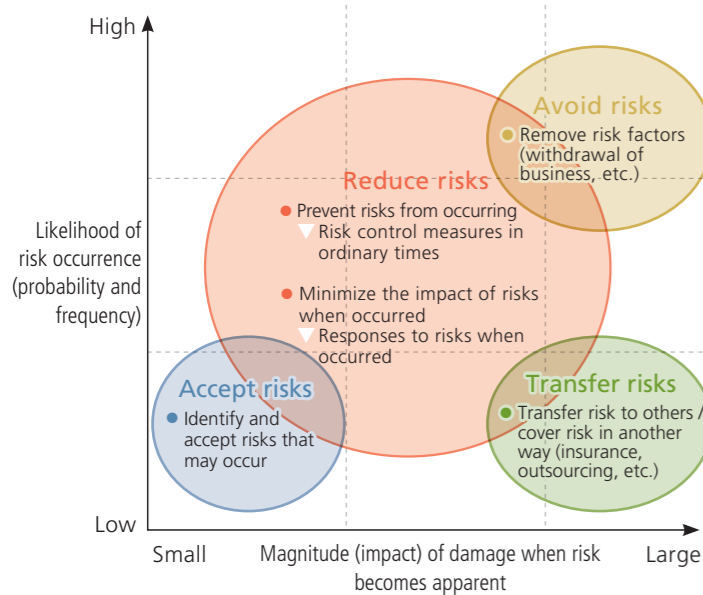 High
Avoid risks
Remove risk factors
(withdrawal of
business, etc.)
Reduce risks
Prevent risks from occurring
Risk control measures in
ordinary times
Minimize the impact of risks
when occurred
Responses to risks when
occurred
Likelihood of
risk occurrence
(probability and
frequency)
Accept risks
Identify and
accept risks that
may occur
Transfer risks
Transfer risk to others /
cover risk in another
way (insurance,
outsourcing, etc.)
Low
Small
Magnitude (impact) of damage when risk
becomes apparent
Large